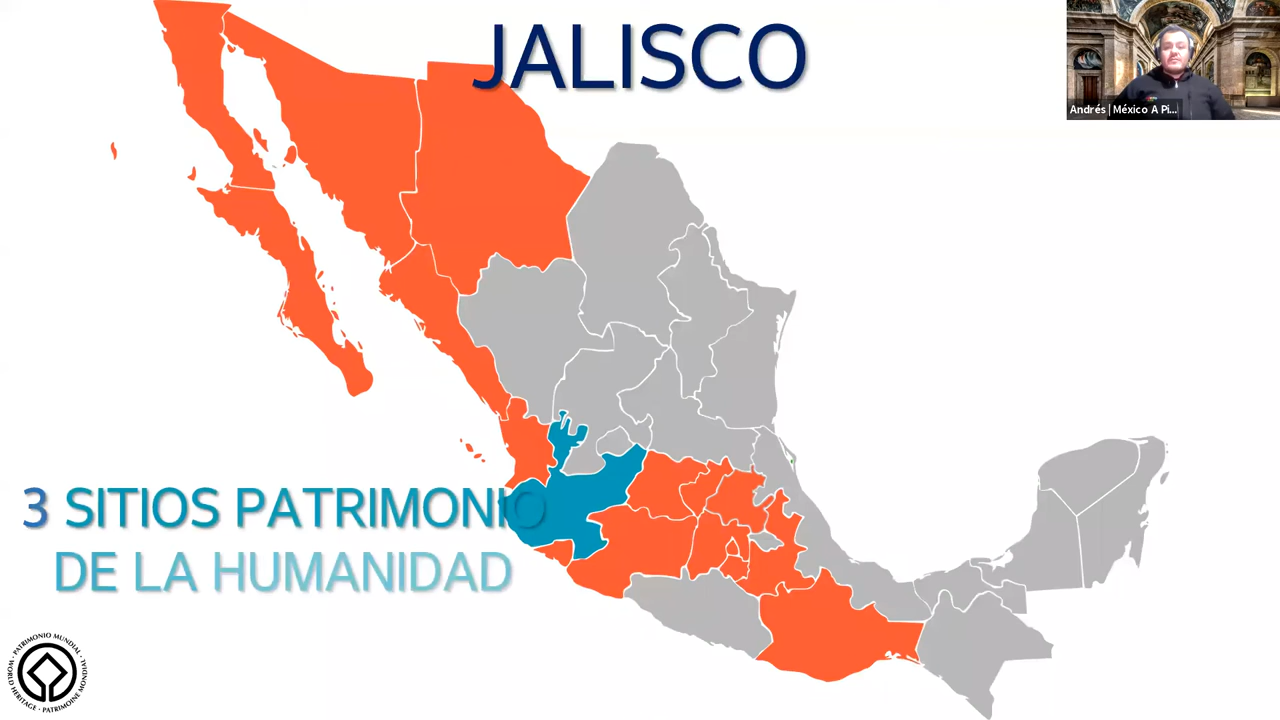 JALISCO
Andrés | México A Pi...
3 SITIOS PATRIMONIO
DE LA HUMANIDAD
PATRIMONIO MUNDIAL · WORLD HERITAGE · PATRIMOINE MONDIAL ·